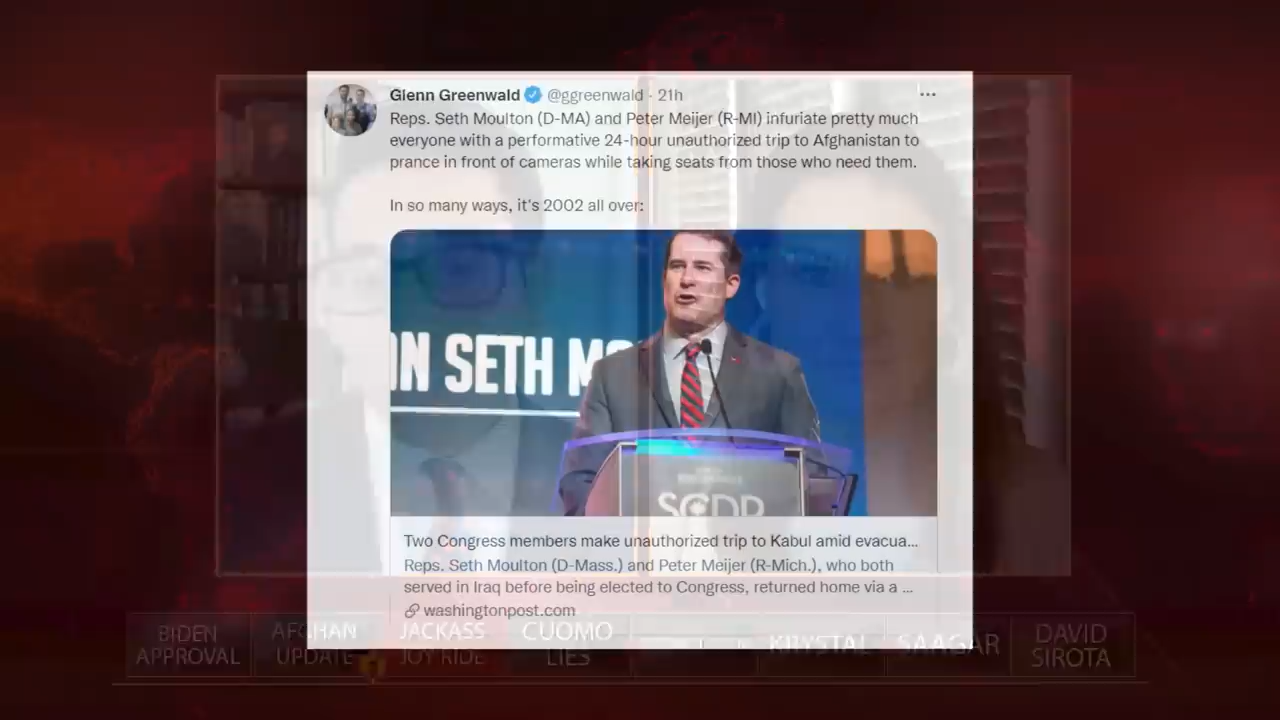 Glenn Greenwald @ggreenwald · 21h
Reps. Seth Moulton (D-MA) and Peter Meijer (R-MI) infuriate pretty much
everyone with a performative 24-hour unauthorized trip to Afghanistan to
prance in front of cameras while taking seats from those who need them.
In so many ways, it's 2002 all over:
ON SETH MO
SCDP
Two Congress members make unauthorized trip to Kabul amid evacua...
Reps. Seth Moulton (D-Mass.) and Peter Meijer (R-Mich.), who both
served in Iraq before being elected to Congress, returned home via a ...
washingtonpost.com
BIDEN
APPROVAL
AFGHAN
UPDATE
JACKASS
JOY RIDE
CUOMO
LIES
KRYSTAL
SAAGAR
DAVID
SIROTA